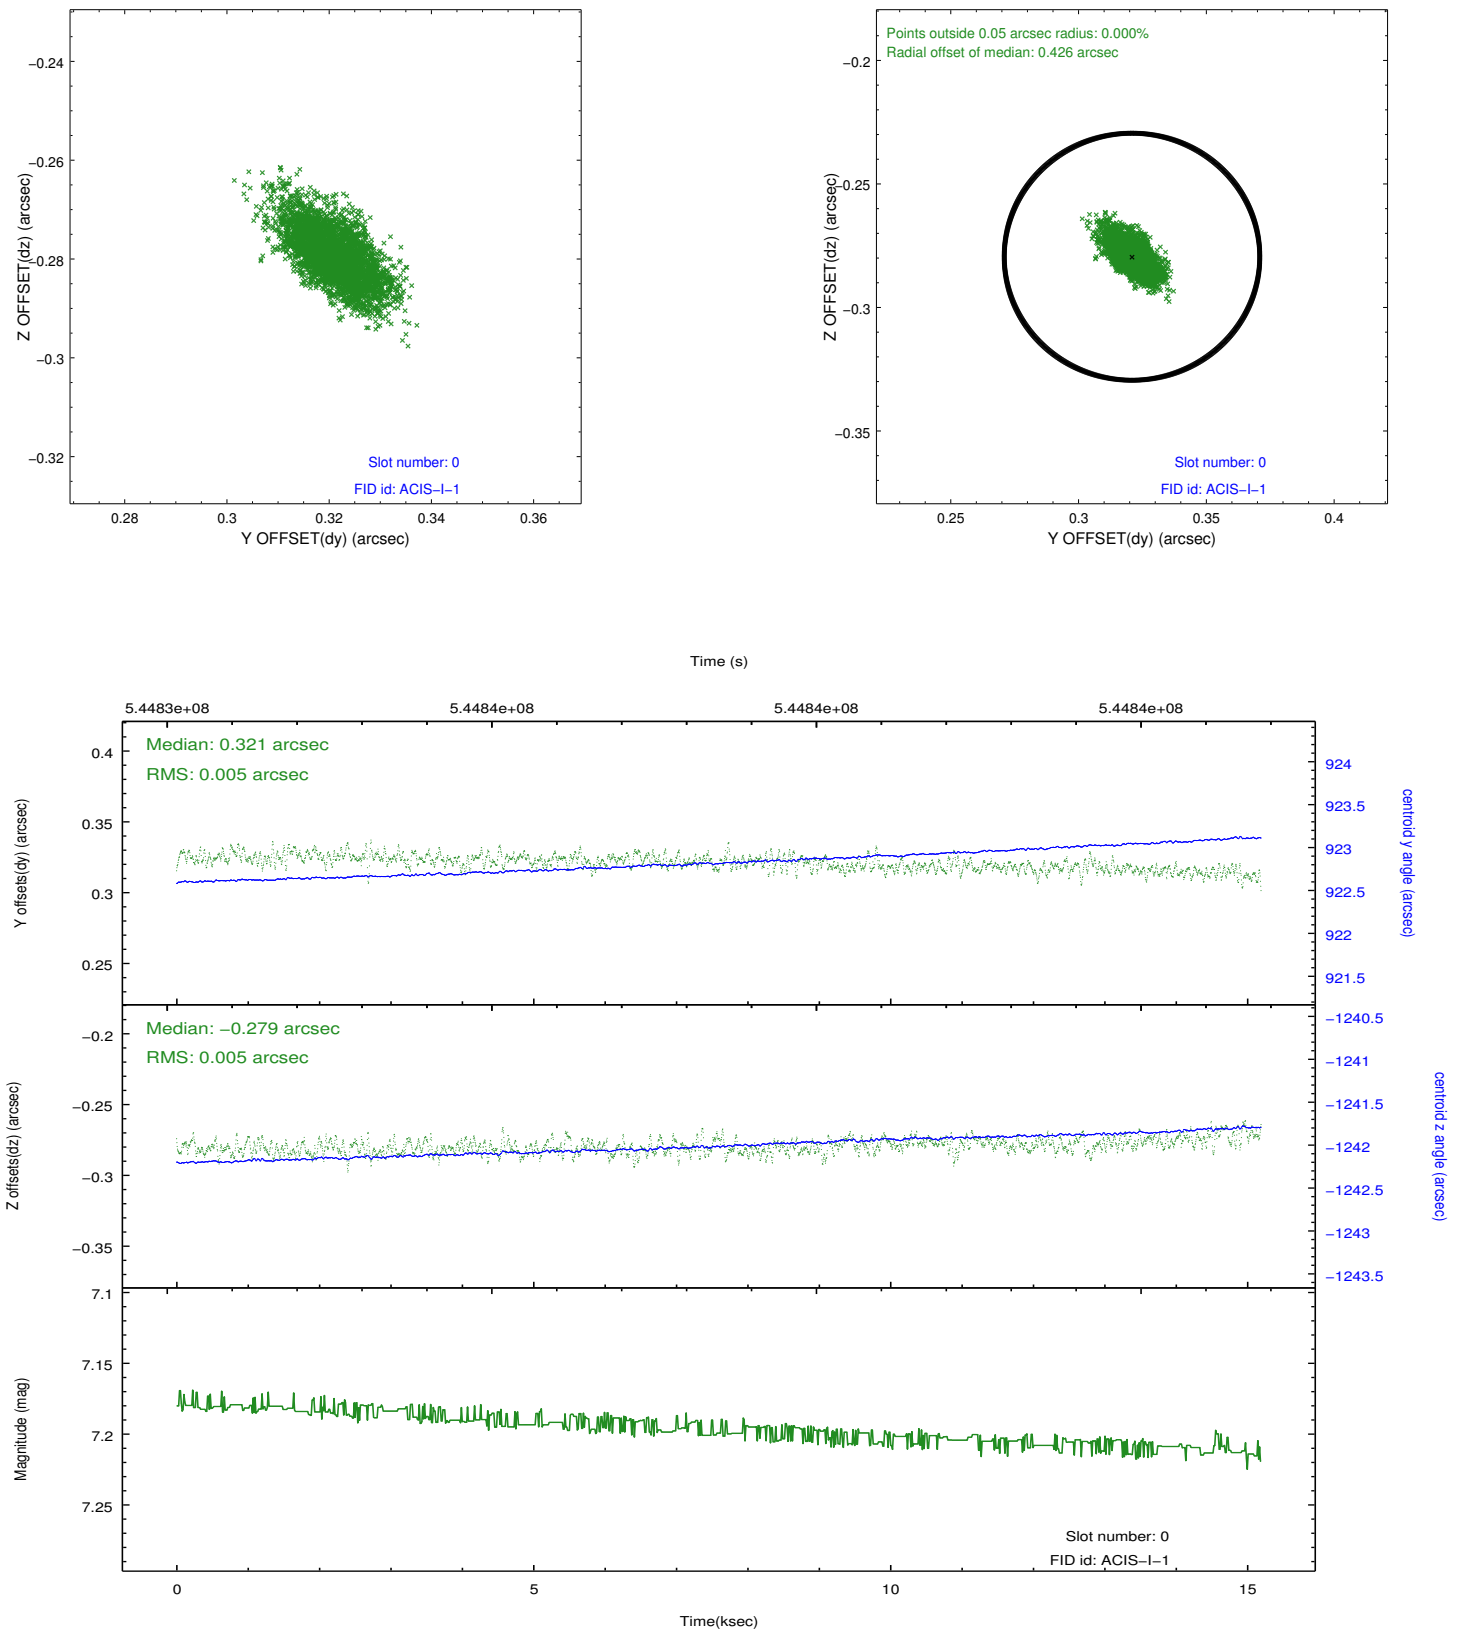 −0.24
−0.26
−0.28
−0.3
−0.32
Z OFFSET(dz) (arcsec)
Slot number: 0
FID id: ACIS−I−1
0.28
0.3
0.32
0.34
0.36
Y OFFSET(dy) (arcsec)
Points outside 0.05 arcsec radius: 0.000%
Radial offset of median: 0.426 arcsec
−0.2
−0.25
−0.3
−0.35
Z OFFSET(dz) (arcsec)
Slot number: 0
FID id: ACIS−I−1
0.25
0.3
0.35
0.4
Y OFFSET(dy) (arcsec)
Time (s)
5.4483e+08
5.4484e+08
5.4484e+08
5.4484e+08
Median: 0.321 arcsec
RMS: 0.005 arcsec
0.4
0.35
0.3
0.25
Y offsets(dy) (arcsec)
924
923.5
923
922.5
922
921.5
centroid y angle (arcsec)
Median: −0.279 arcsec
RMS: 0.005 arcsec
−0.2
−0.25
−0.3
−0.35
Z offsets(dz) (arcsec)
−1240.5
−1241
−1241.5
−1242
−1242.5
−1243
−1243.5
centroid z angle (arcsec)
7.1
7.15
7.2
7.25
Magnitude (mag)
Slot number: 0
FID id: ACIS−I−1
0
5
10
15
Time(ksec)